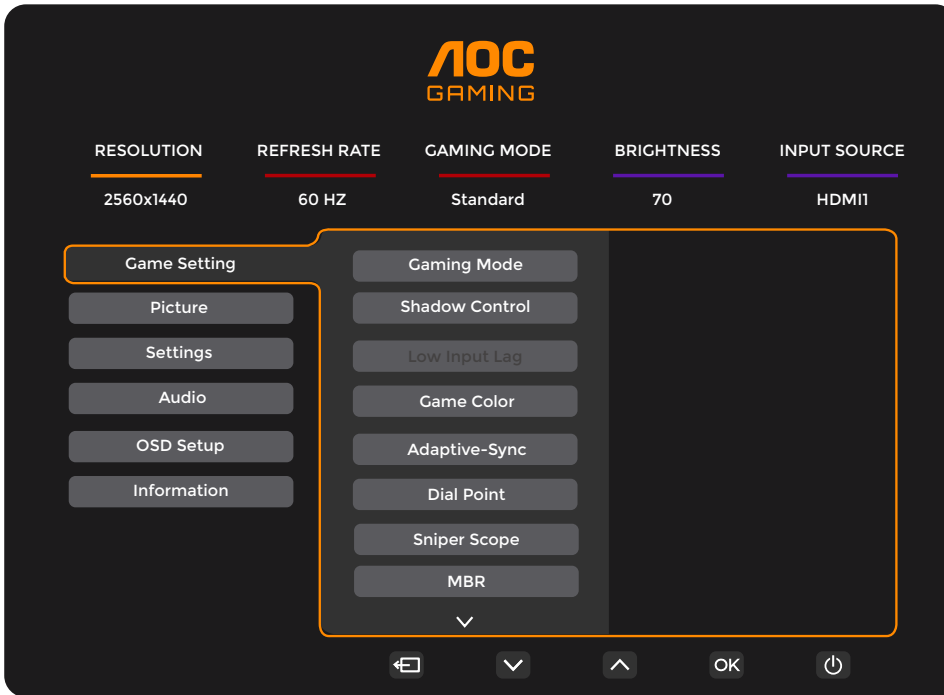 AOC
GAMING
RESOLUTION REFRESH RATE GAMING MODE BRIGHTNESS INPUT SOURCE
2560x1440 60 HZ Standard 70 HDMI1
Game Setting
Picture
Settings
Audio
OSD Setup
Information
Gaming Mode
Shadow Control
Low Input Lag
Game Color
Adaptive-Sync
Dial Point
Sniper Scope
MBR
OK